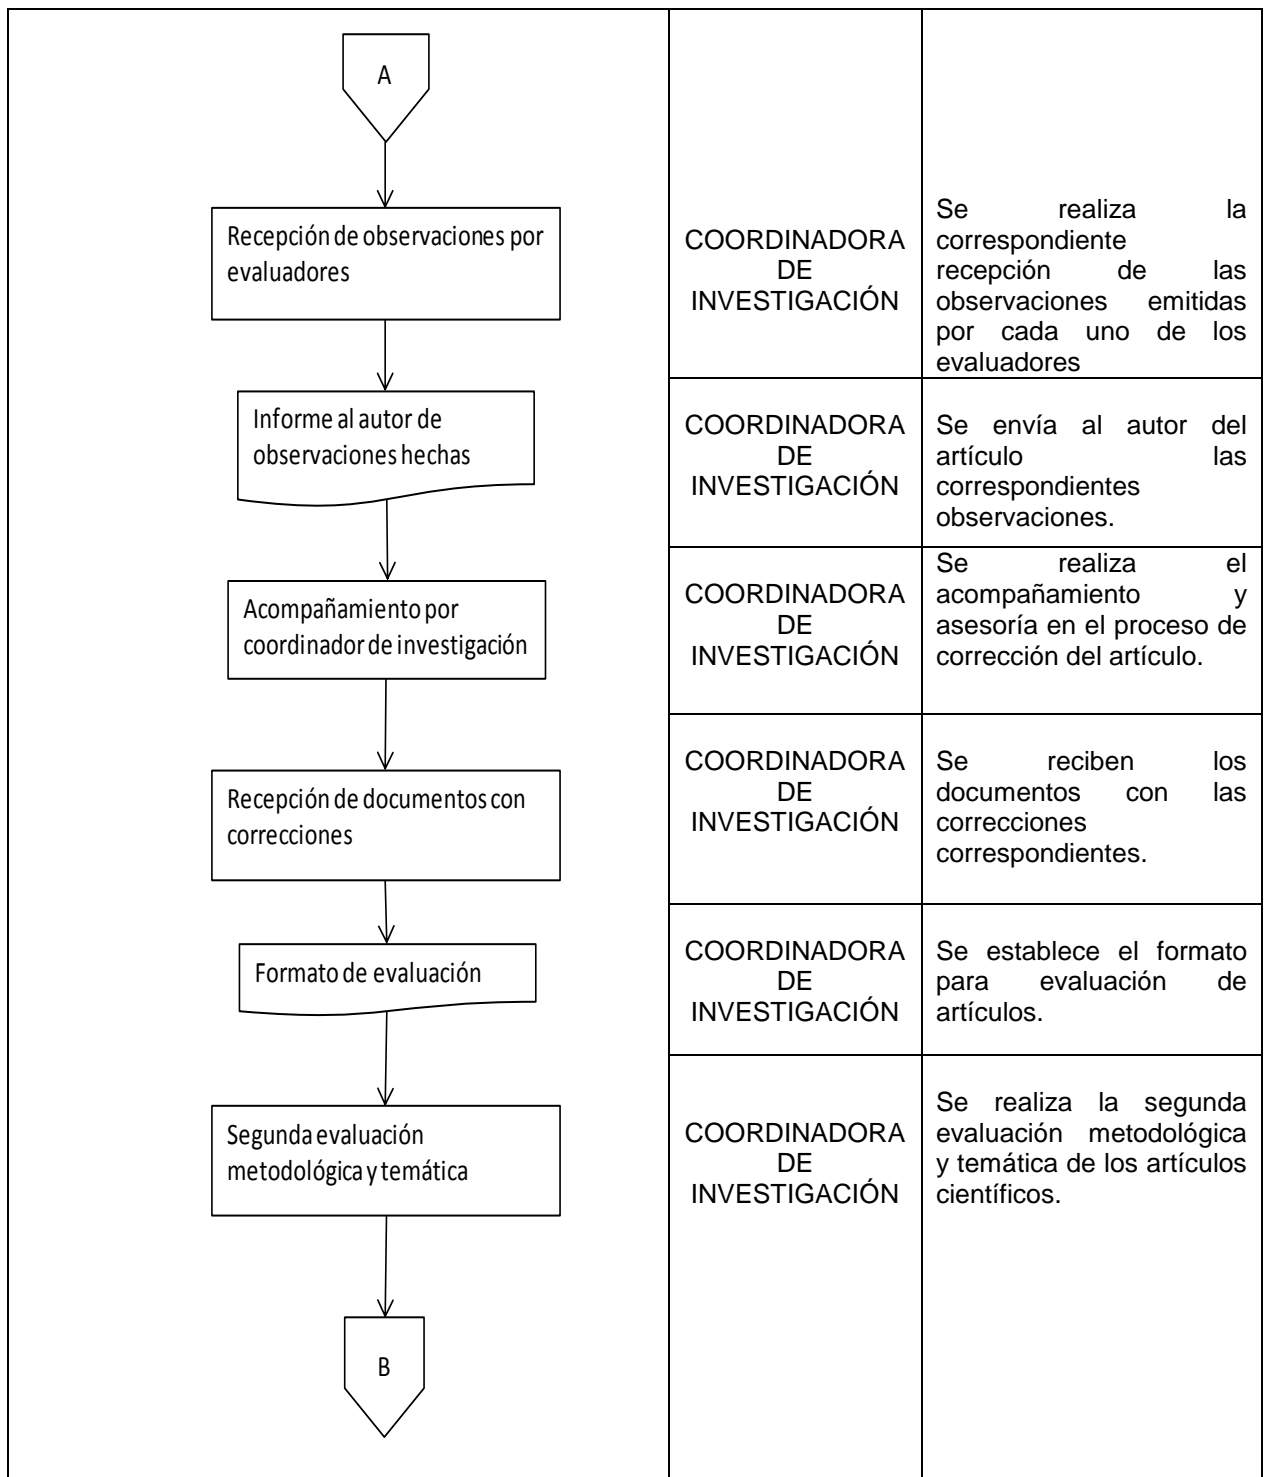 A
Recepción de observaciones por
evaluadores
COORDINADORA
DE
INVESTIGACIÓN
Se realiza la
correspondiente
recepción de las
observaciones emitidas
por cada uno de los
evaluadores
Informe al autor de
observaciones hechas
COORDINADORA
DE
INVESTIGACIÓN
Se envía al autor del
artículo las
correspondientes
observaciones.
Acompañamiento por
coordinador de investigación
COORDINADORA
DE
INVESTIGACIÓN
Se realiza el
acompañamiento y
asesoría en el proceso de
corrección del artículo.
Recepción de documentos con
correcciones
COORDINADORA
DE
INVESTIGACIÓN
Se reciben los
documentos con las
correcciones
correspondientes.
Formato de evaluación
COORDINADORA
DE
INVESTIGACIÓN
Se establece el formato
para evaluación de
artículos.
Segunda evaluación
metodológica y temática
COORDINADORA
DE
INVESTIGACIÓN
Se realiza la segunda
evaluación metodológica
y temática de los artículos
científicos.
B